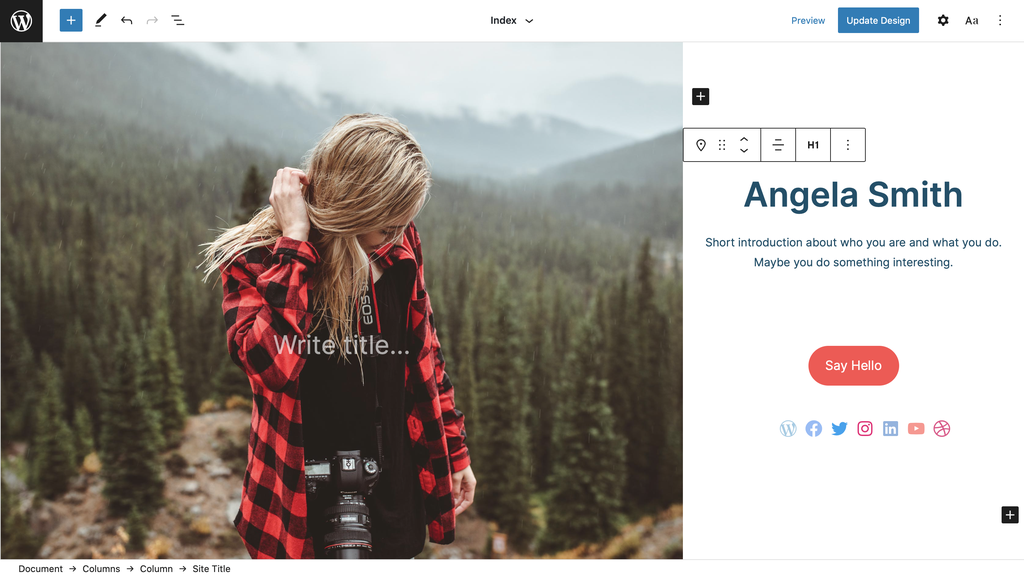 Index
Preview
Update Design
Aa
H1
Angela Smith
Short introduction about who you are and what you do.
Maybe you do something interesting.
EOS
Write title...
Say Hello
Document → Columns → Column → Site Title